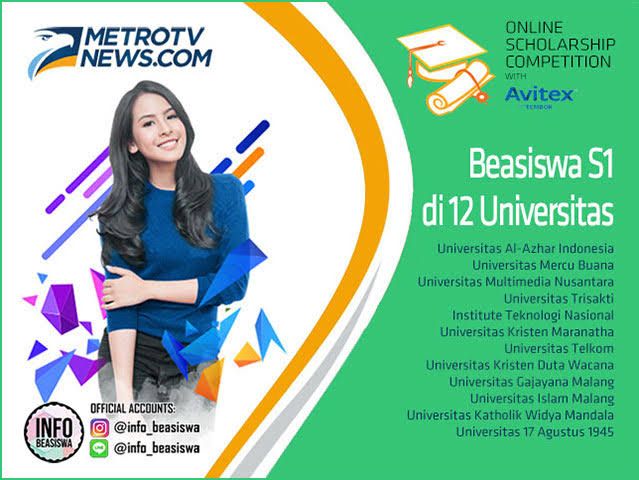 METROTV
NEWS.COM
ONLINE
SCHOLARSHIP
COMPETITION
WITH
Avitex
TEMBOK
Beasiswa S1
di 12 Universitas
Universitas Al-Azhar Indonesia
Universitas Mercu Buana
Universitas Multimedia Nusantara
Universitas Trisakti
Institute Teknologi Nasional
Universitas Kristen Maranatha
Universitas Telkom
Universitas Kristen Duta Wacana
Universitas Gajayana Malang
Universitas Islam Malang
Universitas Katholik Widya Mandala
Universitas 17 Agustus 1945
OFFICIAL ACCOUNTS:
INFO
BEASISWA
@info_beasiswa
LINE
@info_beasiswa